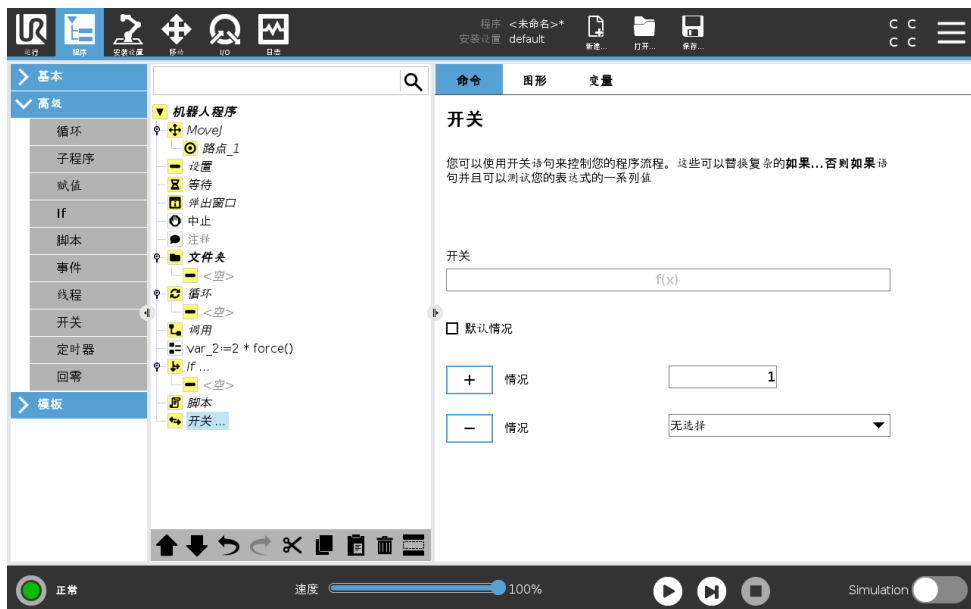 程序 <未命名>*
安装设置 default
运行
程序
安装设置
移动
I/O
日志
新建...
打开...
保存...
C C
C C
基本
高级
循环
子程序
赋值
If
脚本
事件
线程
开关
定时器
回零
模板
机器人程序
MoveJ
路点_1
设置
等待
弹出窗口
中止
注释
文件夹
<空>
循环
<空>
调用
var_2:=2 * force()
If ...
<空>
脚本
开关 ...
命令 图形 变量
开关
您可以使用开关语句来控制您的程序流程。这些可以替换复杂的如果...否则如果语
句并且可以测试您的表达式的一系列值
开关
f(x)
默认情况
+ 情况 1
− 情况 无选择
正常
速度 100%
Simulation